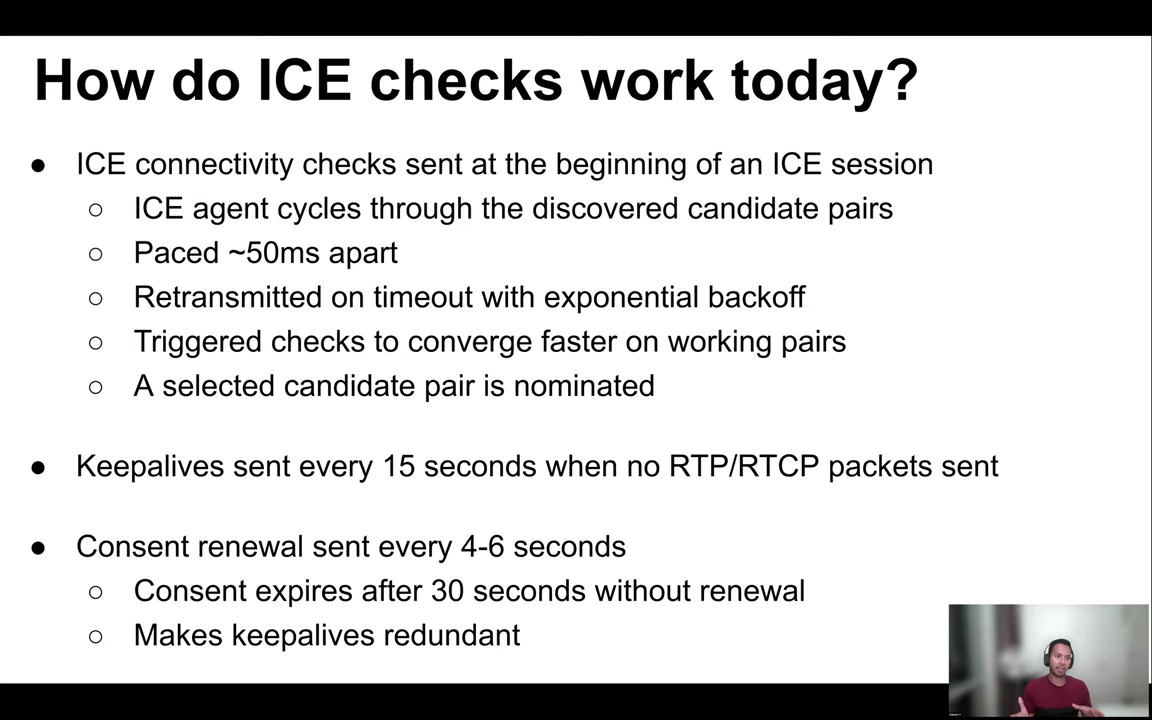 How do ICE checks work today?
● ICE connectivity checks sent at the beginning of an ICE session
○ ICE agent cycles through the discovered candidate pairs
○ Paced ~50ms apart
○ Retransmitted on timeout with exponential backoff
○ Triggered checks to converge faster on working pairs
○ A selected candidate pair is nominated
● Keepalives sent every 15 seconds when no RTP/RTCP packets sent
● Consent renewal sent every 4-6 seconds
○ Consent expires after 30 seconds without renewal
○ Makes keepalives redundant